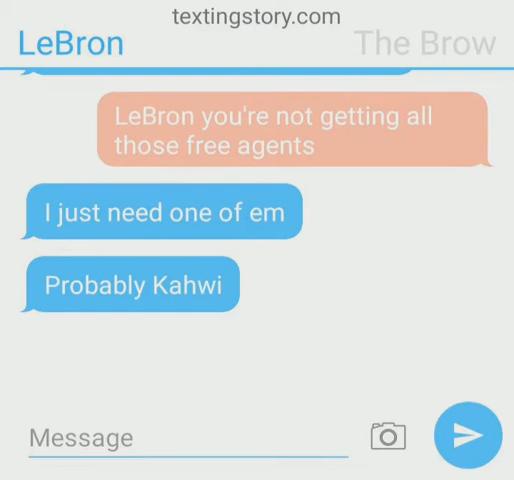 textingstory.com
LeBron
The Brow
LeBron you're not getting all
those free agents
I just need one of em
Probably Kahwi
Message